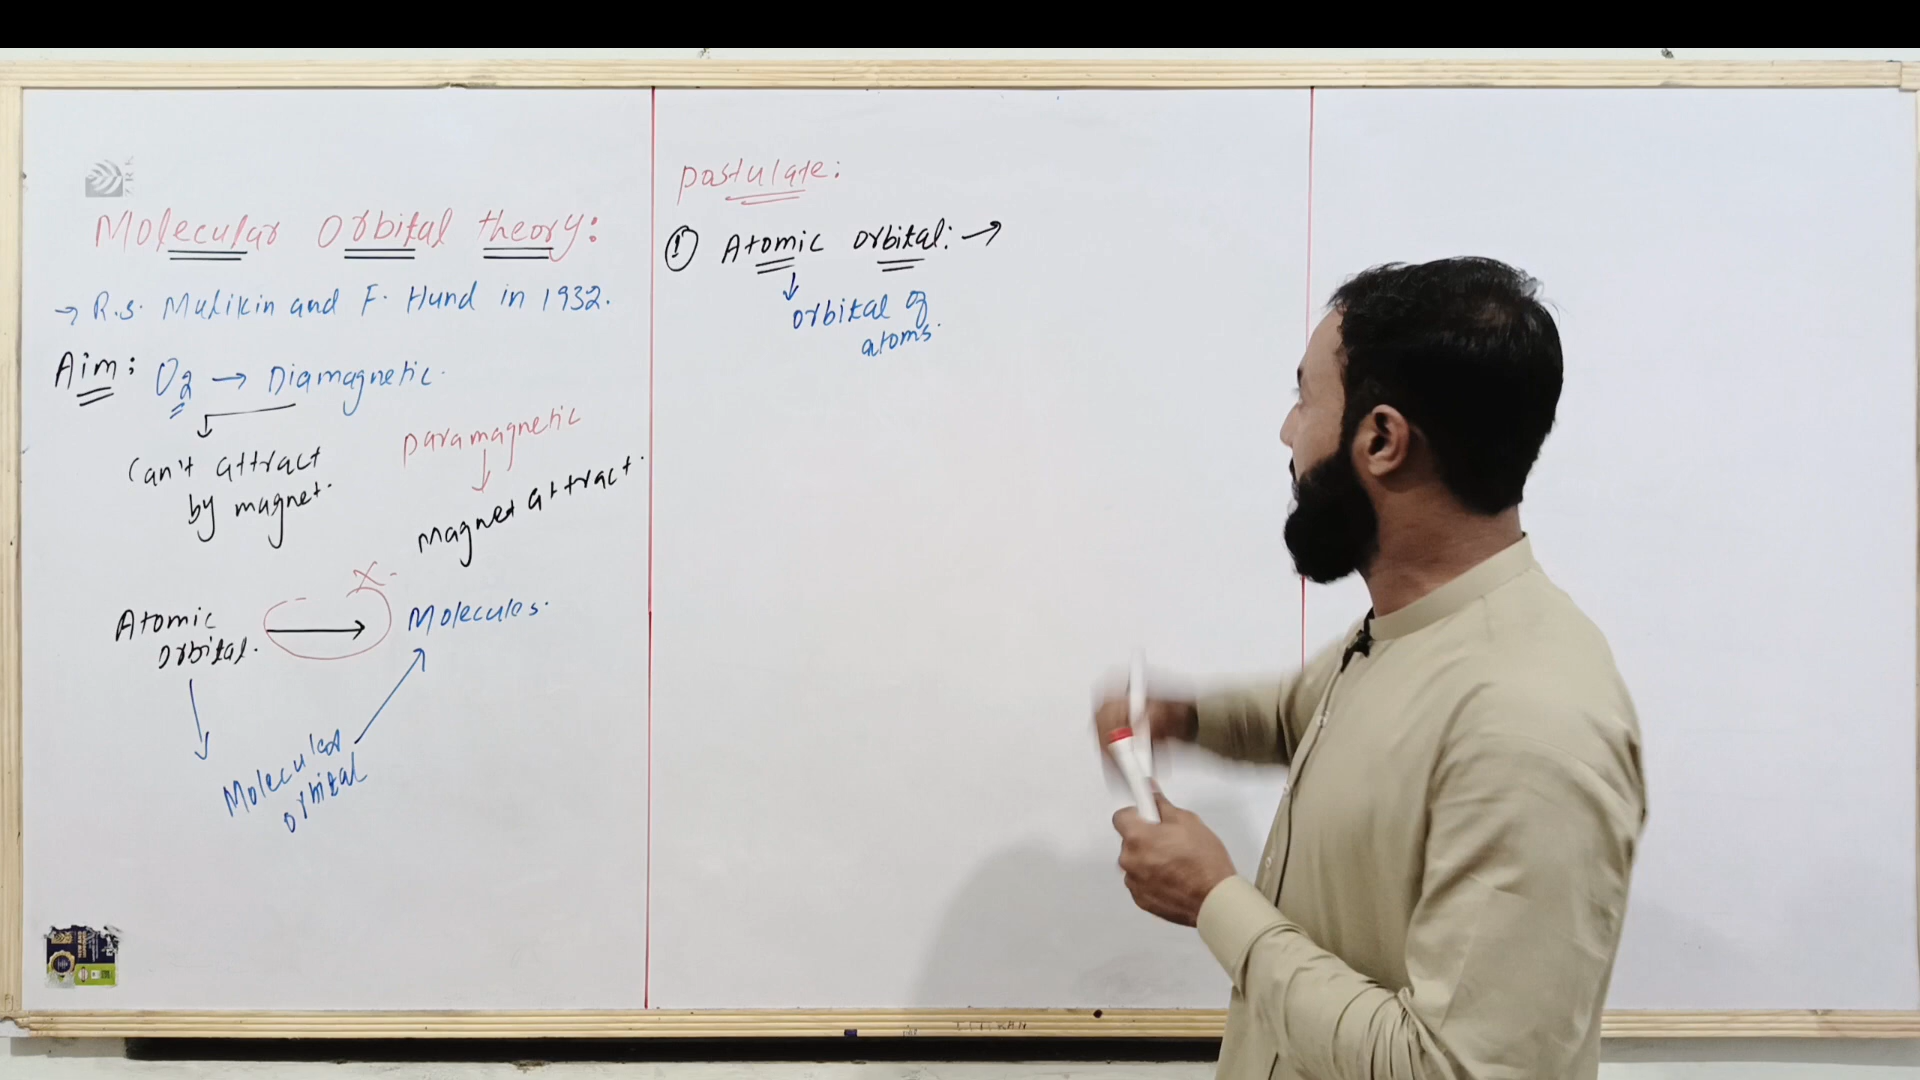 Molecular Orbital theory:
→ R.S. Mulikin and F. Hund in 1932.
Aim: O2 → Diamagnetic.
Can't attract
by magnet.
paramagnetic
magnet attract.
X
Atomic
orbital.
Molecules.
Molecular
orbital
postulate:
① Atomic orbital: →
orbital of
atoms.